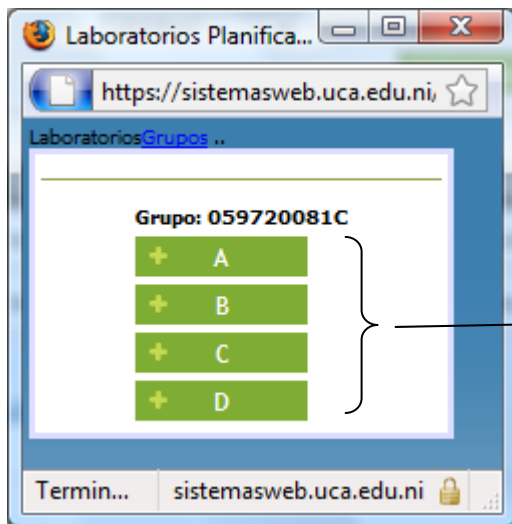 Laboratorios Planifica...
https://sistemasweb.uca.edu.ni/
LaboratoriosGrupos ..
Grupo: 059720081C
+ A
+ B
+ C
+ D
Termin... sistemasweb.uca.edu.ni